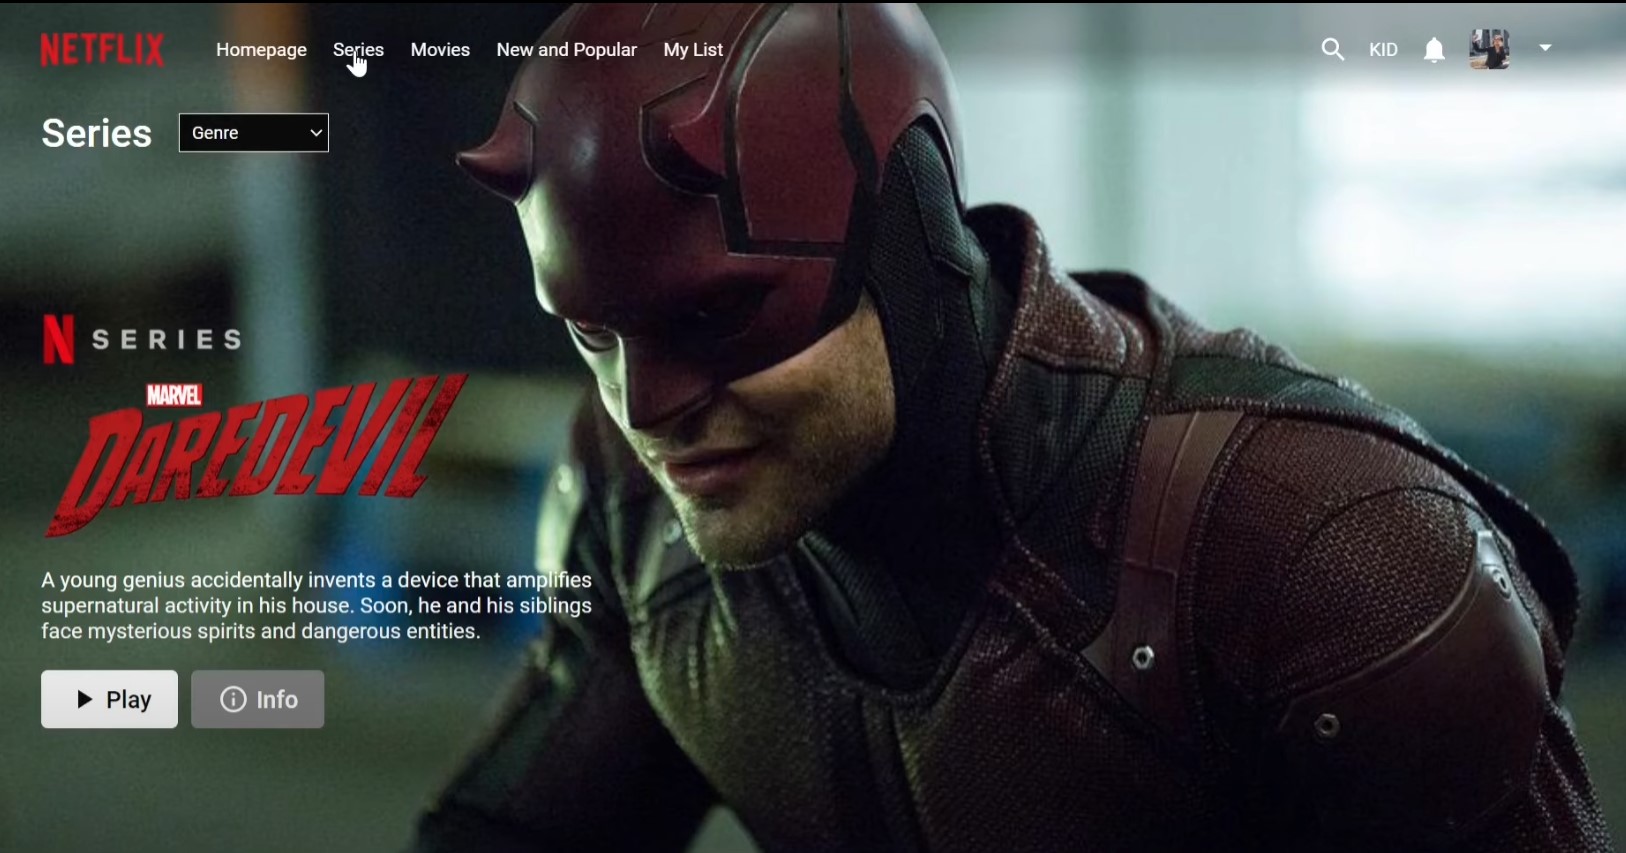 NETFLIX Homepage Series Movies New and Popular My List KID
Series Genre
N SERIES
MARVEL
DAREDEVIL
A young genius accidentally invents a device that amplifies
supernatural activity in his house. Soon, he and his siblings
face mysterious spirits and dangerous entities.
Play Info